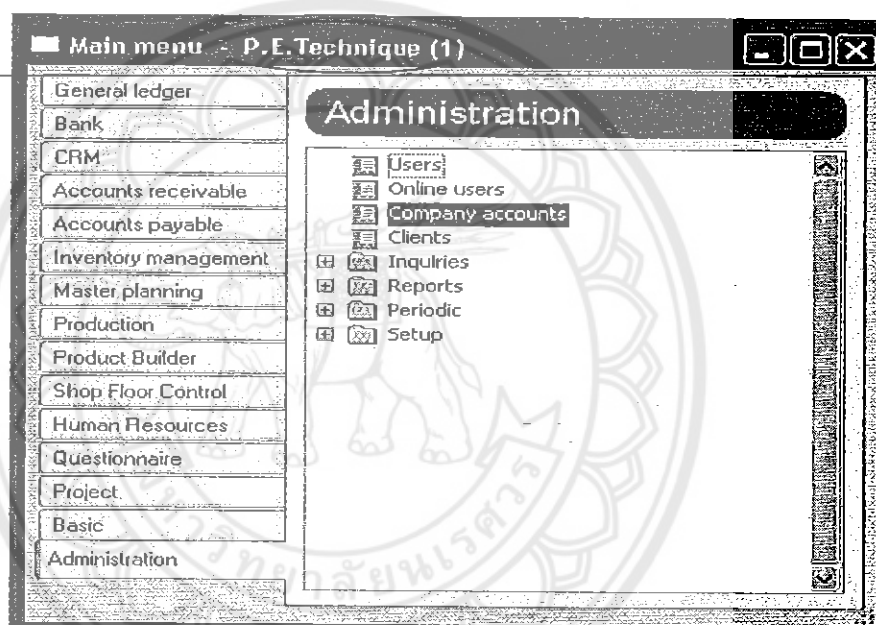 Main menu - P.E.Technique (1)
General ledger
Bank
CRM
Accounts receivable
Accounts payable
Inventory management
Master planning
Production
Product Builder
Shop Floor Control
Human Resources
Questionnaire
Project
Basic
Administration
Administration
Users
Online users
Company accounts
Clients
Inquiries
Reports
Periodic
Setup